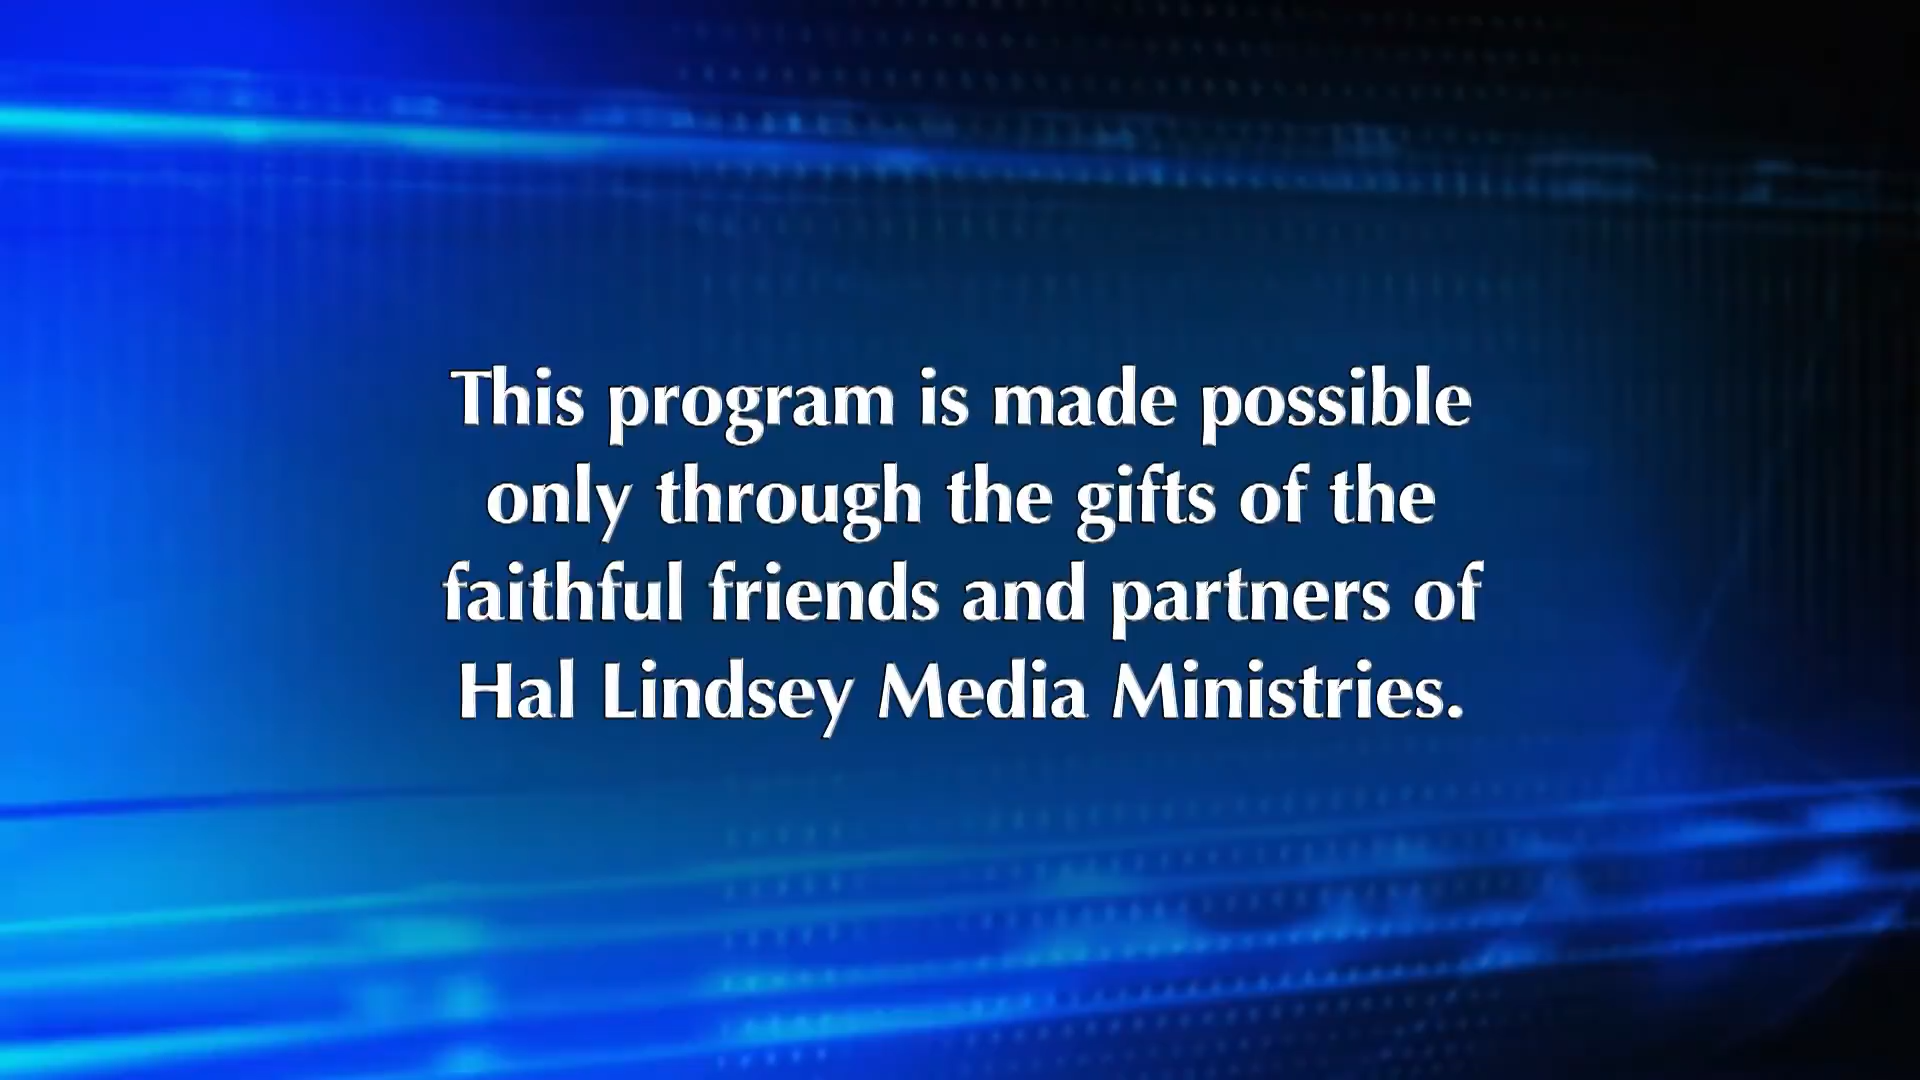 This program is made possible
only through the gifts of the
faithful friends and partners of
Hal Lindsey Media Ministries.